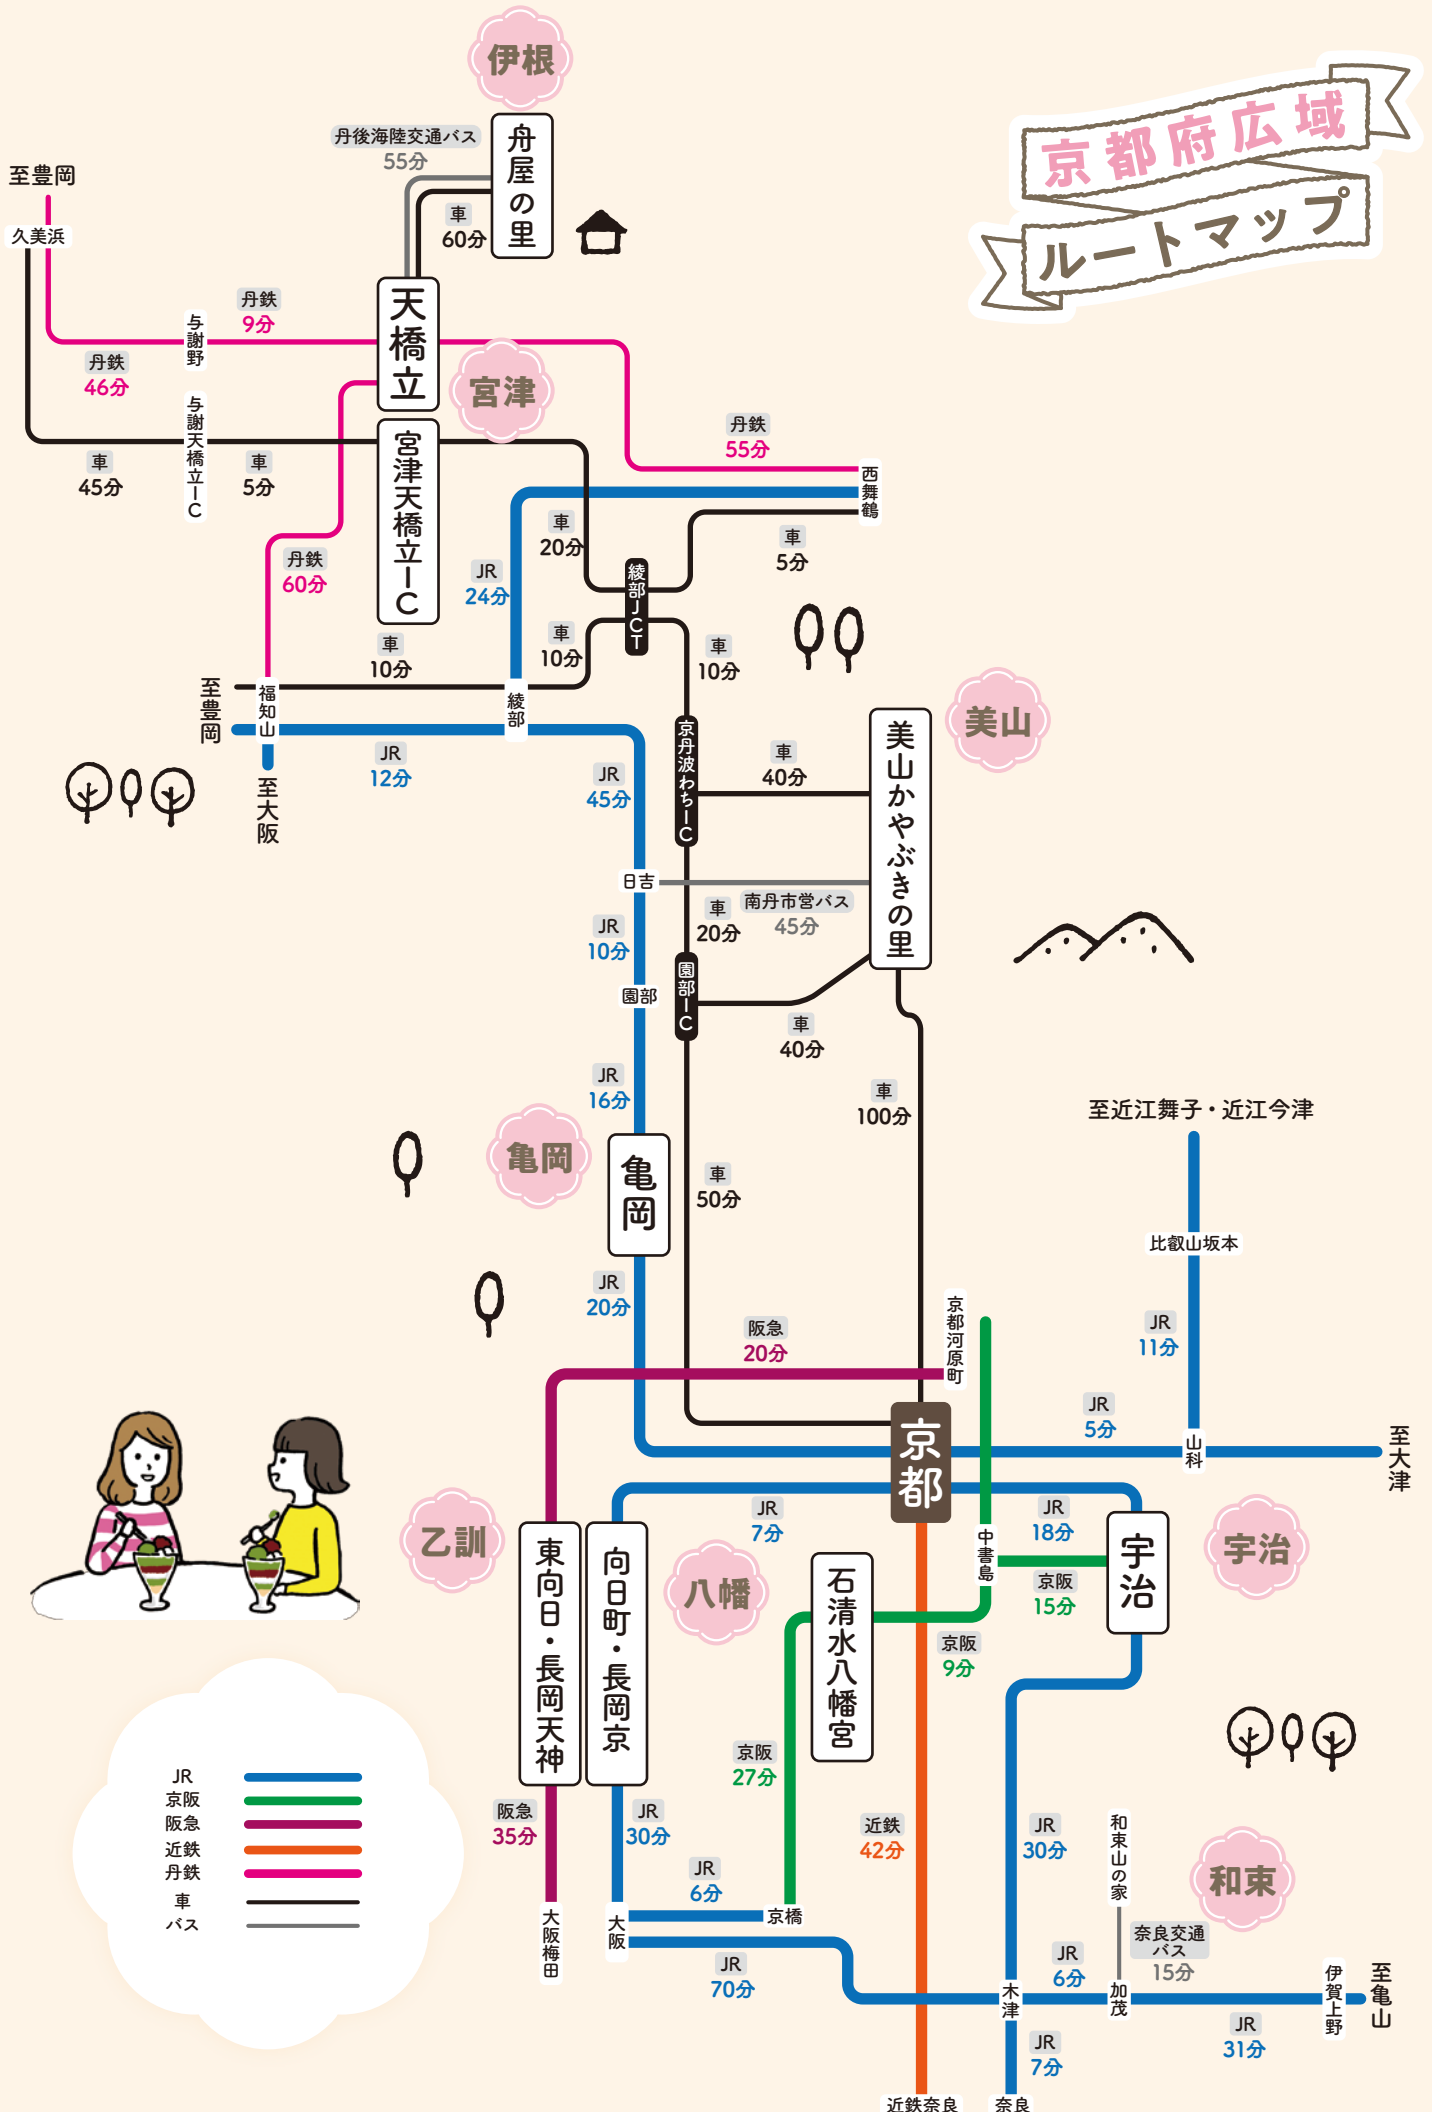 京都府広域
ルートマップ
伊根
舟屋の里
丹後海陸交通バス
55分
車
60分
至豊岡
久美浜
丹鉄
46分
与謝野
丹鉄
9分
天橋立
宮津
車
45分
与謝天橋立IC
車
5分
宮津天橋立IC
丹鉄
55分
西舞鶴
車
20分
車
5分
丹鉄
60分
JR
24分
綾部JCT
車
10分
車
10分
車
10分
至豊岡
福知山
綾部
至大阪
JR
12分
JR
45分
京丹波わちIC
車
40分
美山
美山かやぶきの里
日吉
南丹市営バス
45分
車
20分
JR
10分
園部
園部IC
車
40分
JR
16分
車
100分
亀岡
亀岡
車
50分
JR
20分
至近江舞子・近江今津
比叡山坂本
JR
11分
京都河原町
阪急
20分
JR
5分
山科
至大津
京都
JR
7分
JR
18分
中書島
京阪
15分
宇治
宇治
乙訓
東向日・長岡天神
向日町・長岡京
八幡
石清水八幡宮
京阪
9分
京阪
27分
阪急
35分
JR
30分
近鉄
42分
JR
30分
JR
6分
京橋
大阪梅田
大阪
JR
70分
和束山の家
和束
奈良交通
バス
15分
JR
6分
木津
加茂
伊賀上野
至亀山
JR
31分
JR
7分
近鉄奈良
奈良
JR
京阪
阪急
近鉄
丹鉄
車
バス